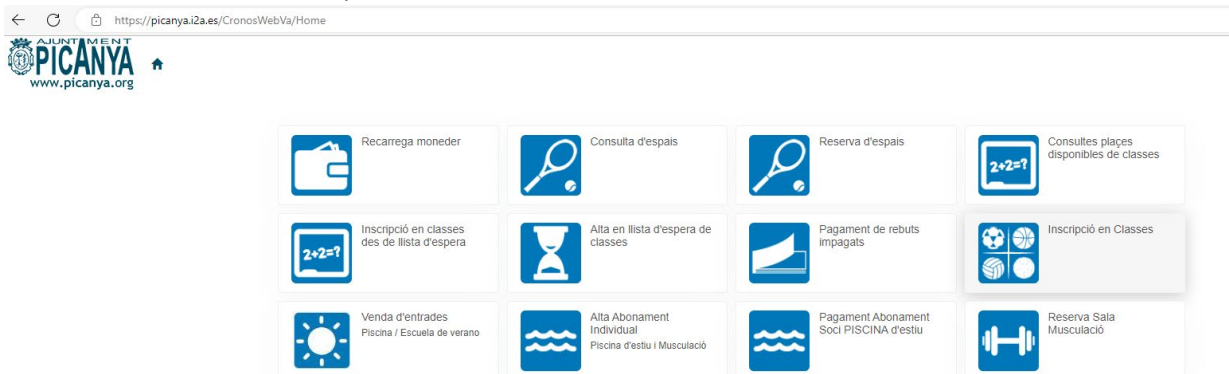 https://picanya.i2a.es/CronosWebVa/Home
AJUNTAMENT
PICANYA
www.picanya.org
Recarrega moneder
Consulta d'espais
Reserva d'espais
Consultes plaçes
disponibles de classes
2+2=?
Inscripció en classes
des de llista d'espera
2+2=?
Alta en llista d'espera de
classes
Pagament de rebuts
impagats
Inscripció en Classes
Venda d'entrades
Piscina / Escuela de verano
Alta Abonament
Individual
Piscina d'estiu i Musculació
Pagament Abonament
Soci PISCINA d'estiu
Reserva Sala
Musculació